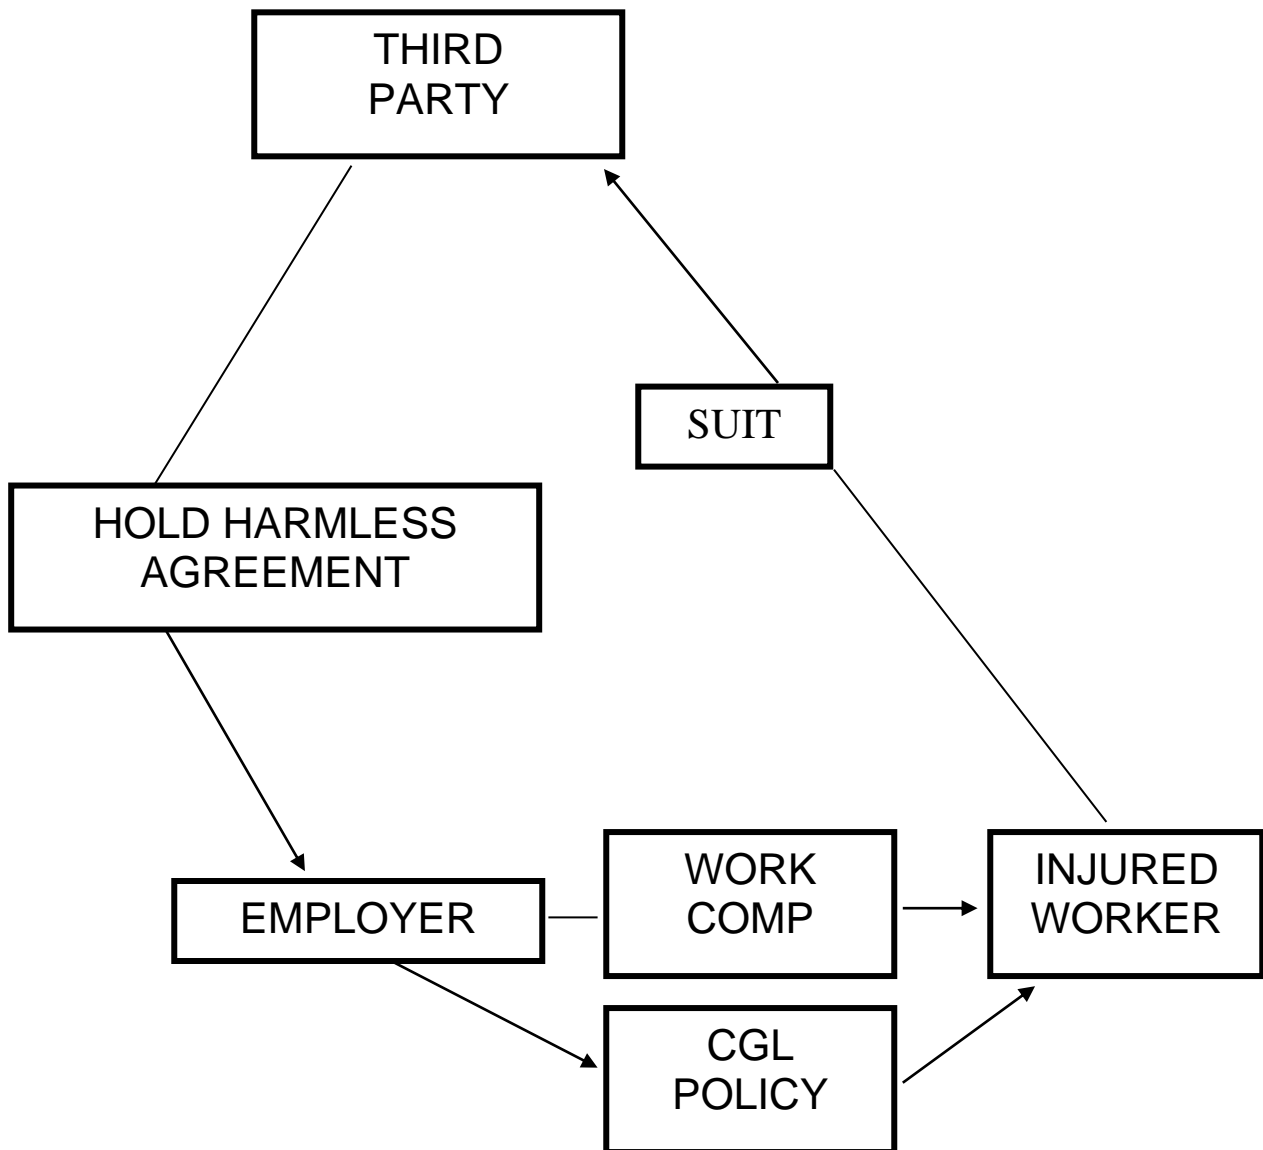 THIRD
PARTY
SUIT
HOLD HARMLESS
AGREEMENT
EMPLOYER
WORK
COMP
INJURED
WORKER
CGL
POLICY